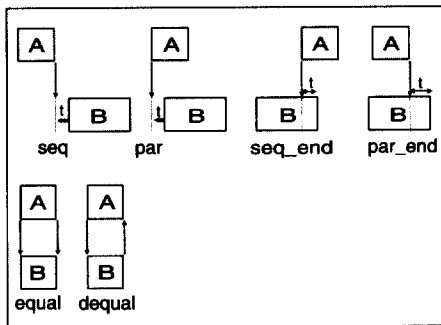 A A A A
t B t B t B t B
seq par seq_end par_end
A A
B B
equal dequal